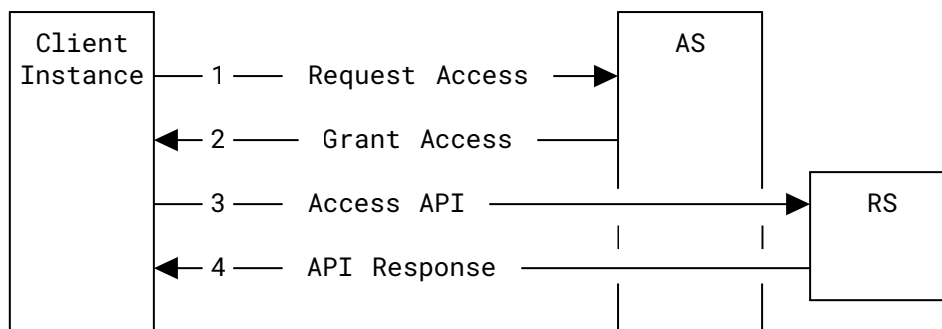 Client
Instance
AS
1 Request Access
2 Grant Access
3 Access API
RS
4 API Response